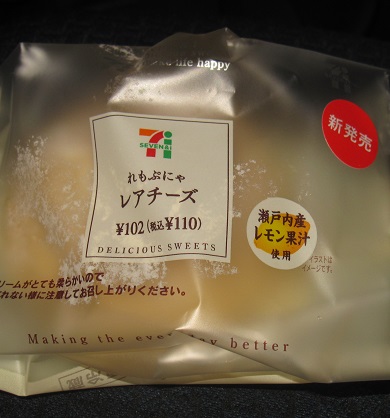 life happy
新発売
7i
SEVEN&i
れもぷにゃ
レアチーズ
¥102(税込¥110)
DELICIOUS SWEETS
瀬戸内産
レモン果汁
使用
イラストは
イメージです。
リームがとても柔らかいので
れない様に注意してお召し上がりください。
Making the everyday better